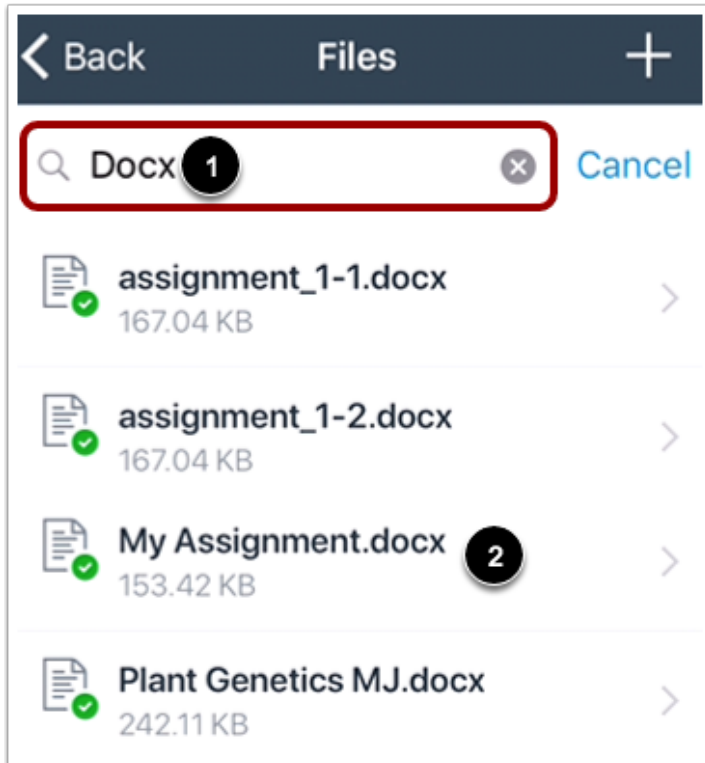 Back Files
Docx 1 Cancel
assignment_1-1.docx
167.04 KB
assignment_1-2.docx
167.04 KB
My Assignment.docx 2
153.42 KB
Plant Genetics MJ.docx
242.11 KB